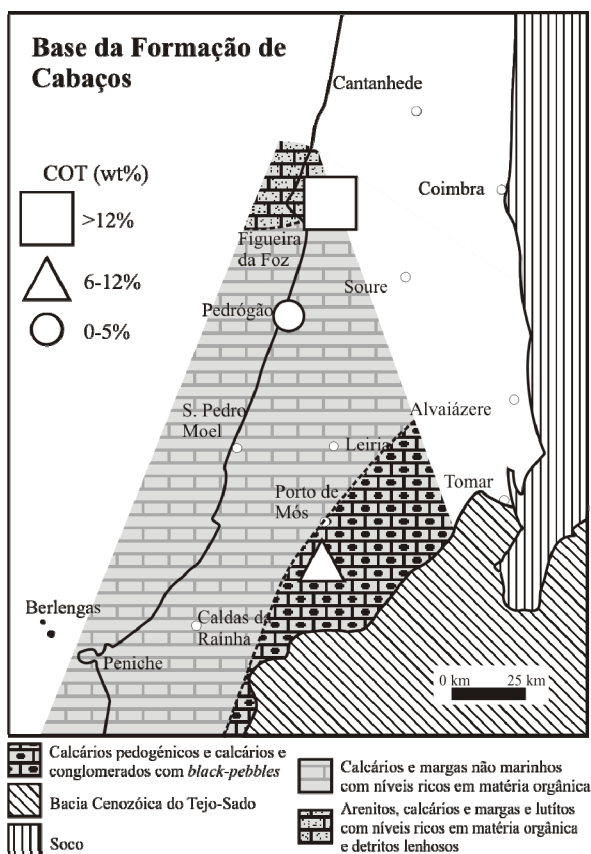 Base da Formação de
Cabaços
Cantanhede
COT (wt%)
Coimbra
>12%
Figueira
da Foz
6-12%
Soure
Pedrógão
0-5%
S. Pedro
Moel
Alvaiázere
Leiria
Tomar
Porto de
Mós
Berlengas
Caldas da
Raínha
Peniche
0 km 25 km
Calcários pedogénicos e calcários e
conglomerados com black-pebbles
Bacia Cenozóica do Tejo-Sado
Soco
Calcários e margas não marinhos
com níveis ricos em matéria orgânica
Arenitos, calcários e margas e lutítos
com níveis ricos em matéria orgânica
e detritos lenhosos